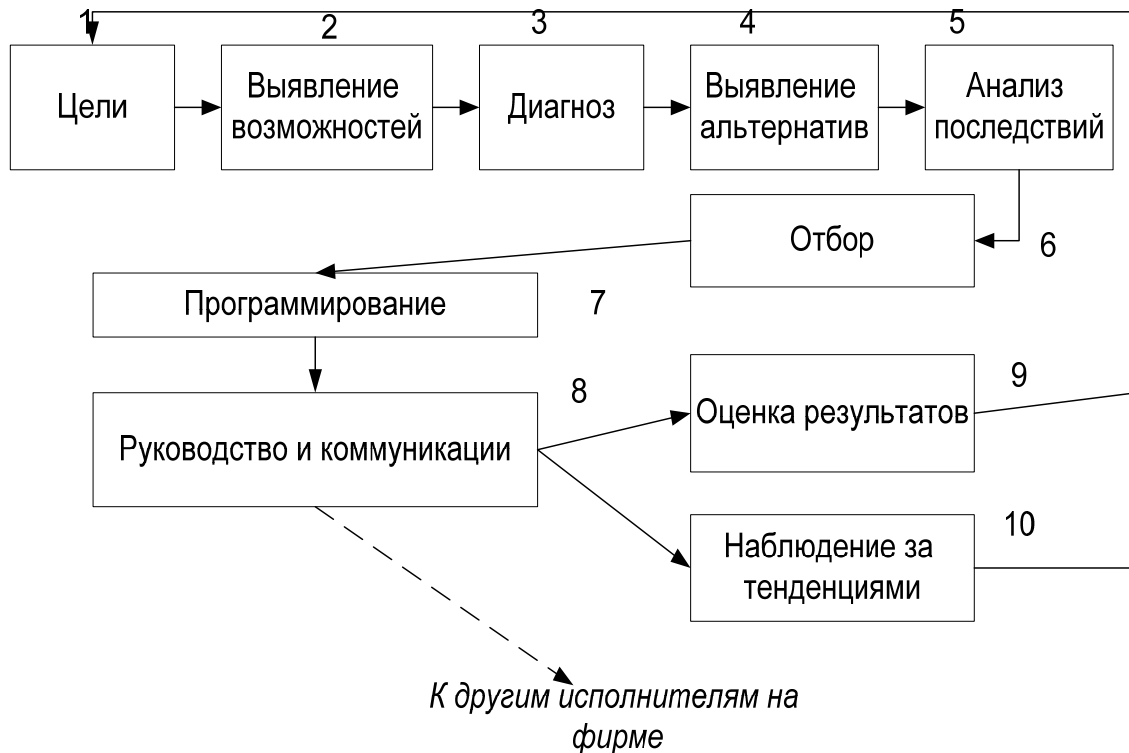 1
2
3
4
5
Цели
Выявление
возможностей
Диагноз
Выявление
альтернатив
Анализ
последствий
Отбор
6
Программирование
7
8
Руководство и коммуникации
Оценка результатов
9
10
Наблюдение за
тенденциями
К другим исполнителям на
фирме